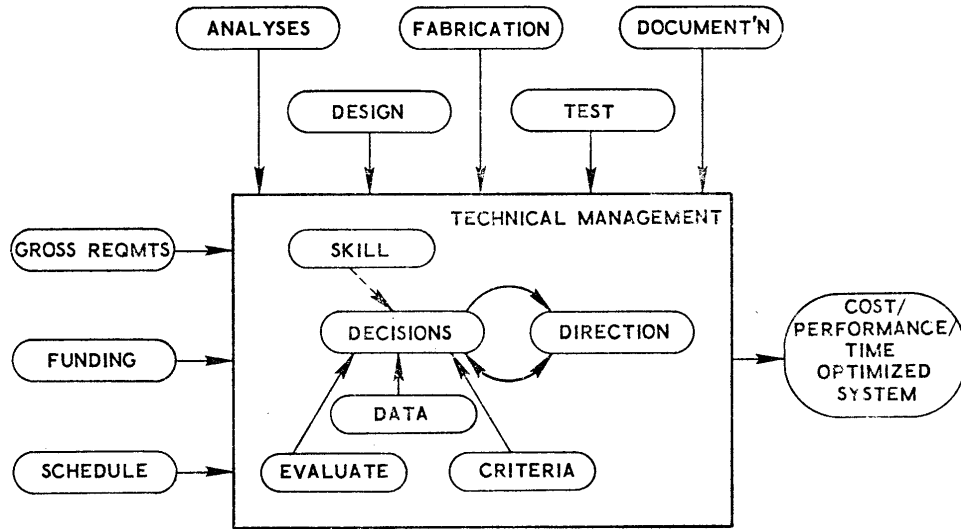 ANALYSES
FABRICATION
DOCUMENT'N
DESIGN
TEST
TECHNICAL MANAGEMENT
GROSS REQMTS
SKILL
DECISIONS
DIRECTION
COST/
PERFORMANCE/
TIME
OPTIMIZED
SYSTEM
FUNDING
DATA
SCHEDULE
EVALUATE
CRITERIA